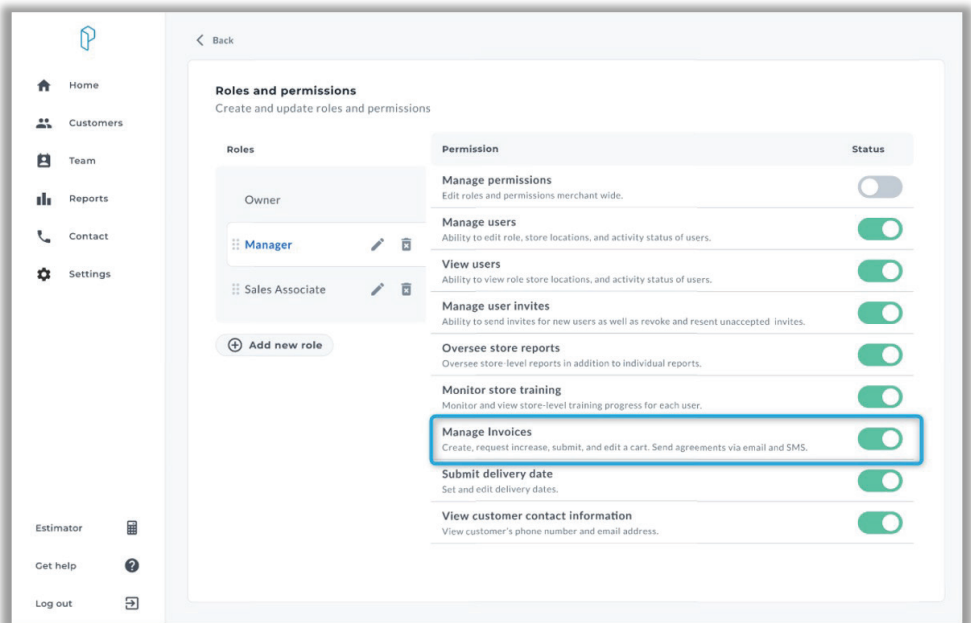 Back
Home
Customers
Team
Reports
Contact
Settings
Estimator
Get help
Log out
Roles and permissions
Create and update roles and permissions
Roles
Owner
Manager
Sales Associate
Add new role
Permission Status
Manage permissions
Edit roles and permissions merchant wide.
Manage users
Ability to edit role, store locations, and activity status of users.
View users
Ability to view role store locations, and activity status of users.
Manage user invites
Ability to send invites for new users as well as revoke and resent unaccepted invites.
Oversee store reports
Oversee store-level reports in addition to individual reports.
Monitor store training
Monitor and view store-level training progress for each user.
Manage Invoices
Create, request increase, submit, and edit a cart. Send agreements via email and SMS.
Submit delivery date
Set and edit delivery dates.
View customer contact information
View customer's phone number and email address.